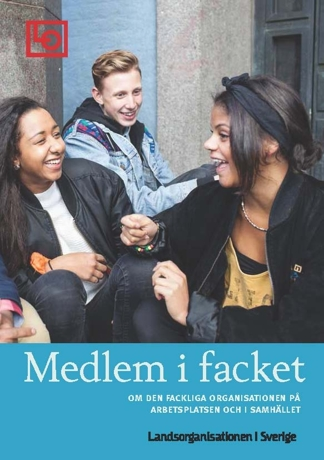 LO
Medlem i facket
OM DEN FACKLIGA ORGANISATIONEN PÅ
ARBETSPLATSEN OCH I SAMHÄLLET
Landsorganisationen i Sverige